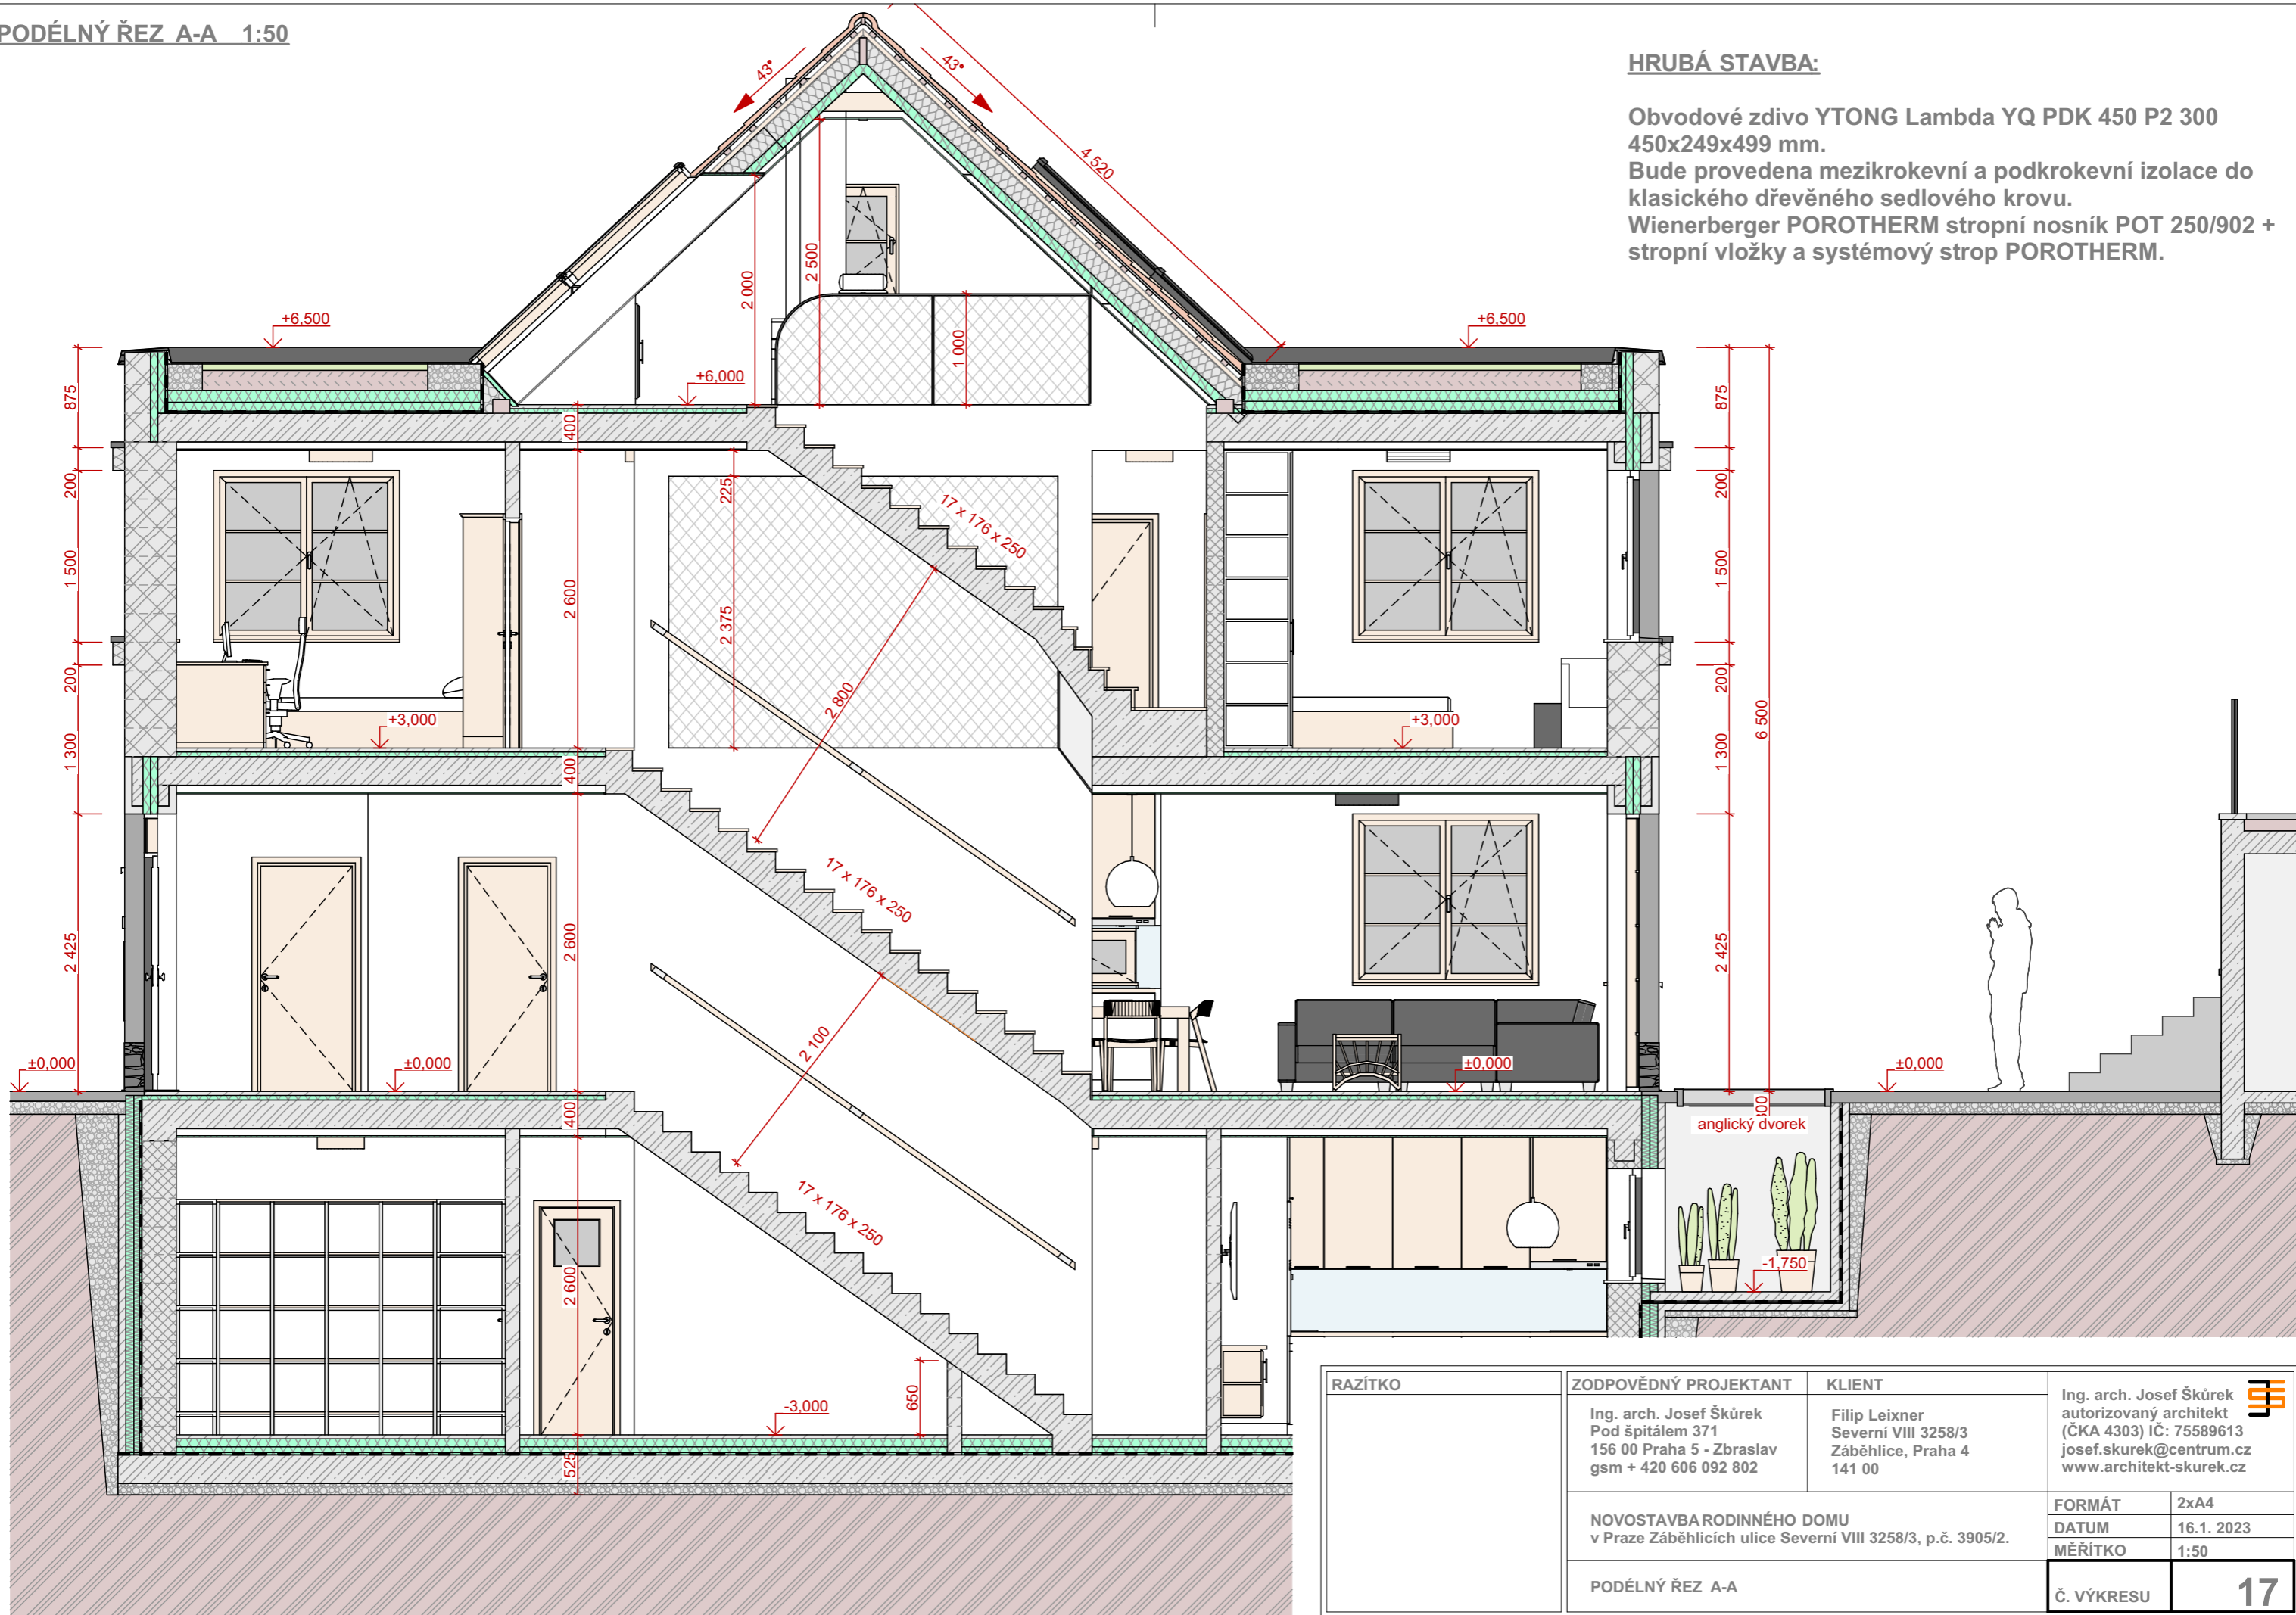 PODÉLNÝ ŘEZ A-A 1:50
HRUBÁ STAVBA:
Obvodové zdivo YTONG Lambda YQ PDK 450 P2 300
450x249x499 mm.
Bude provedena mezikrokevní a podkrokevní izolace do
klasického dřevěného sedlového krovu.
Wienerberger POROTHERM stropní nosník POT 250/902 +
stropní vložky a systémový strop POROTHERM.
43°
43°
4 520
2 500
2 000
1 000
+6,500
+6,500
+6,000
875
200
1 500
200
1 300
2 425
400
2 600
400
2 600
400
2 600
525
225
2 375
17 x 176 x 250
2 800
17 x 176 x 250
2 100
17 x 176 x 250
650
+3,000
+3,000
875
200
1 500
200
1 300
2 425
6 500
±0,000
±0,000
±0,000
±0,000
anglický dvorek
-1,750
-3,000
RAZÍTKO
ZODPOVĚDNÝ PROJEKTANT
Ing. arch. Josef Škůrek
Pod špitálem 371
156 00 Praha 5 - Zbraslav
gsm + 420 606 092 802
KLIENT
Filip Leixner
Severní VIII 3258/3
Záběhlice, Praha 4
141 00
Ing. arch. Josef Škůrek
autorizovaný architekt
(ČKA 4303) IČ: 75589613
josef.skurek@centrum.cz
www.architekt-skurek.cz
NOVOSTAVBA RODINNÉHO DOMU
v Praze Záběhlicích ulice Severní VIII 3258/3, p.č. 3905/2.
FORMÁT 2xA4
DATUM 16.1. 2023
MĚŘÍTKO 1:50
PODÉLNÝ ŘEZ A-A
Č. VÝKRESU 17